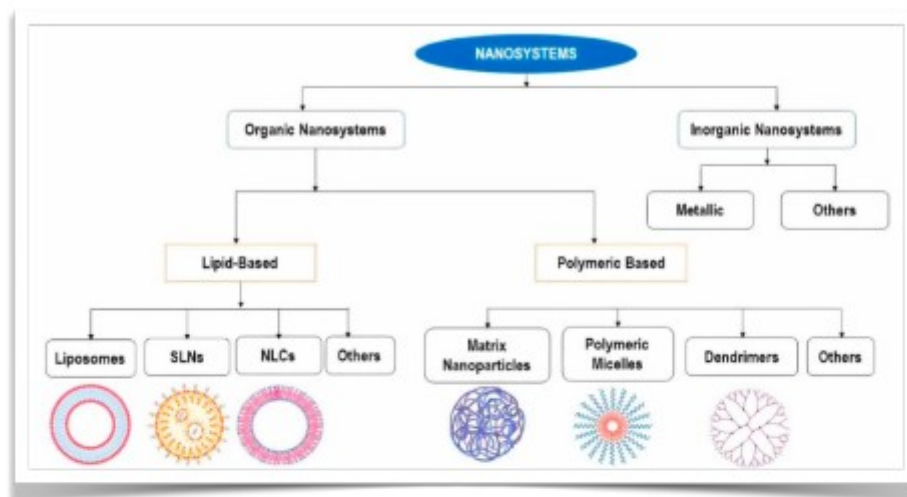 NANOSYSTEMS
Organic Nanosystems
Inorganic Nanosystems
Metallic
Others
Lipid-Based
Polymeric Based
Liposomes
SLNs
NLCs
Others
Matrix
Nanoparticles
Polymeric
Micelles
Dendrimers
Others